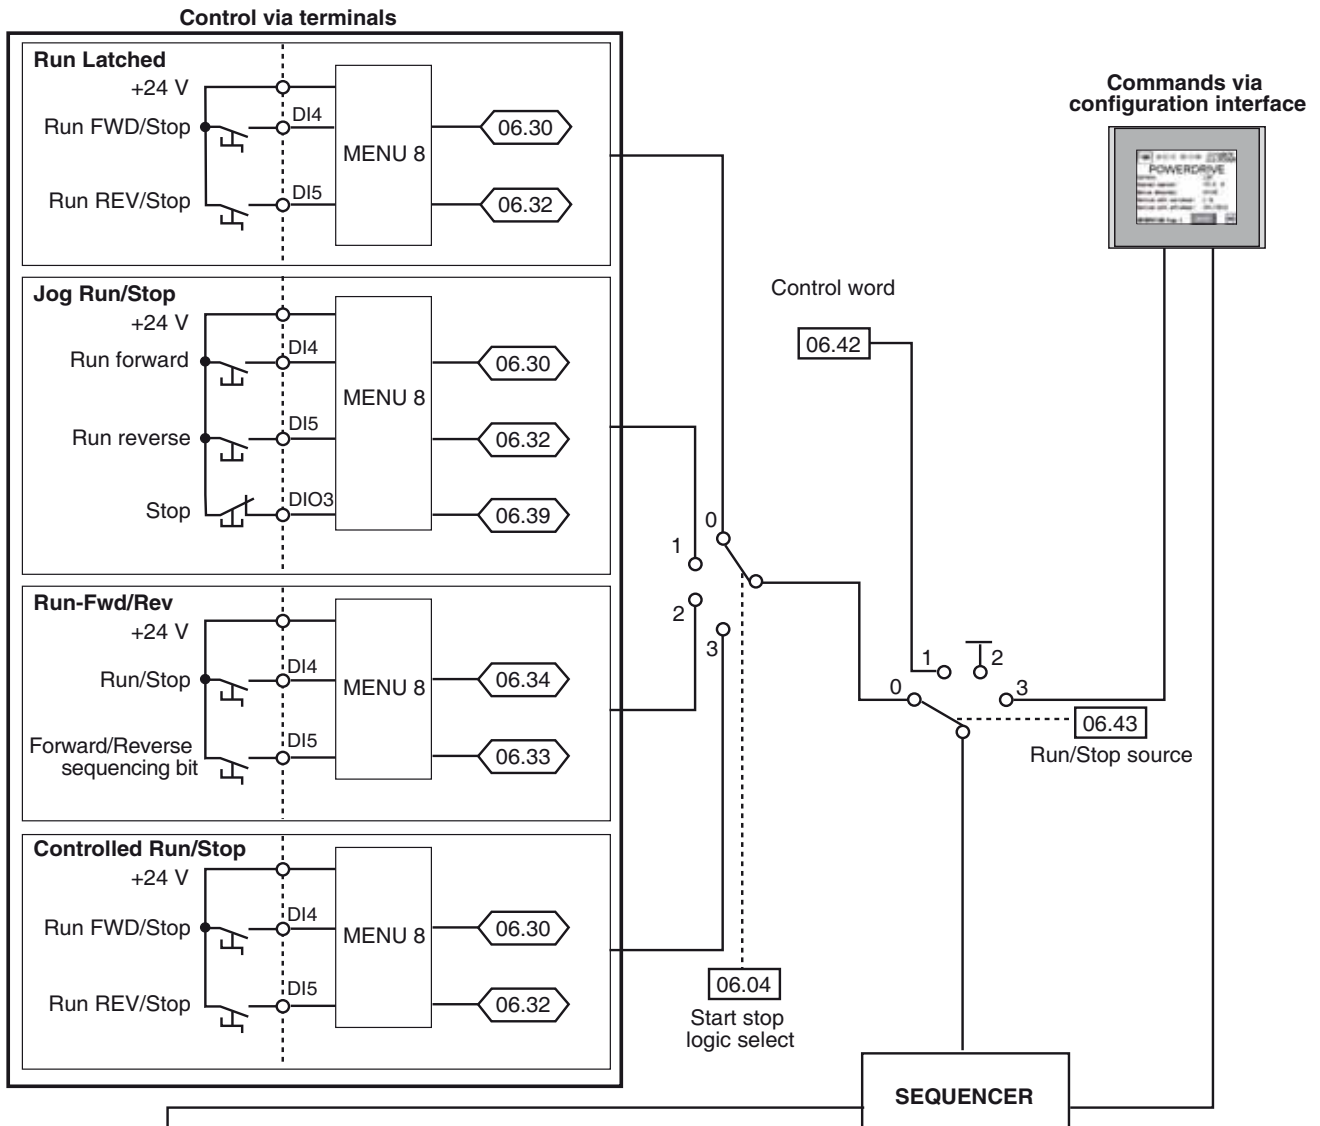 Control via terminals
Run Latched
+24 V
Run FWD/Stop
DI4
MENU 8
06.30
Run REV/Stop
DI5
06.32
Jog Run/Stop
+24 V
Run forward
DI4
06.30
MENU 8
Run reverse
DI5
06.32
Stop
DIO3
06.39
Run-Fwd/Rev
+24 V
Run/Stop
DI4
MENU 8
06.34
Forward/Reverse
sequencing bit
DI5
06.33
Controlled Run/Stop
+24 V
Run FWD/Stop
DI4
MENU 8
06.30
Run REV/Stop
DI5
06.32
0
1
2
3
06.04
Start stop
logic select
Commands via
configuration interface
POWERDRIVE
Control word
06.42
1
2
0
3
06.43
Run/Stop source
SEQUENCER